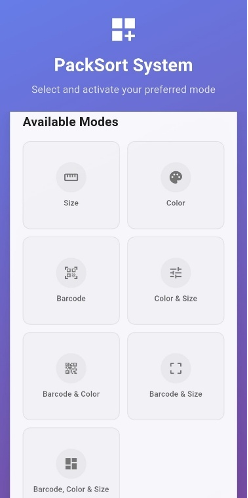 PackSort System
Select and activate your preferred mode
Available Modes
Size
Color
Barcode
Color & Size
Barcode & Color
Barcode & Size
Barcode, Color & Size